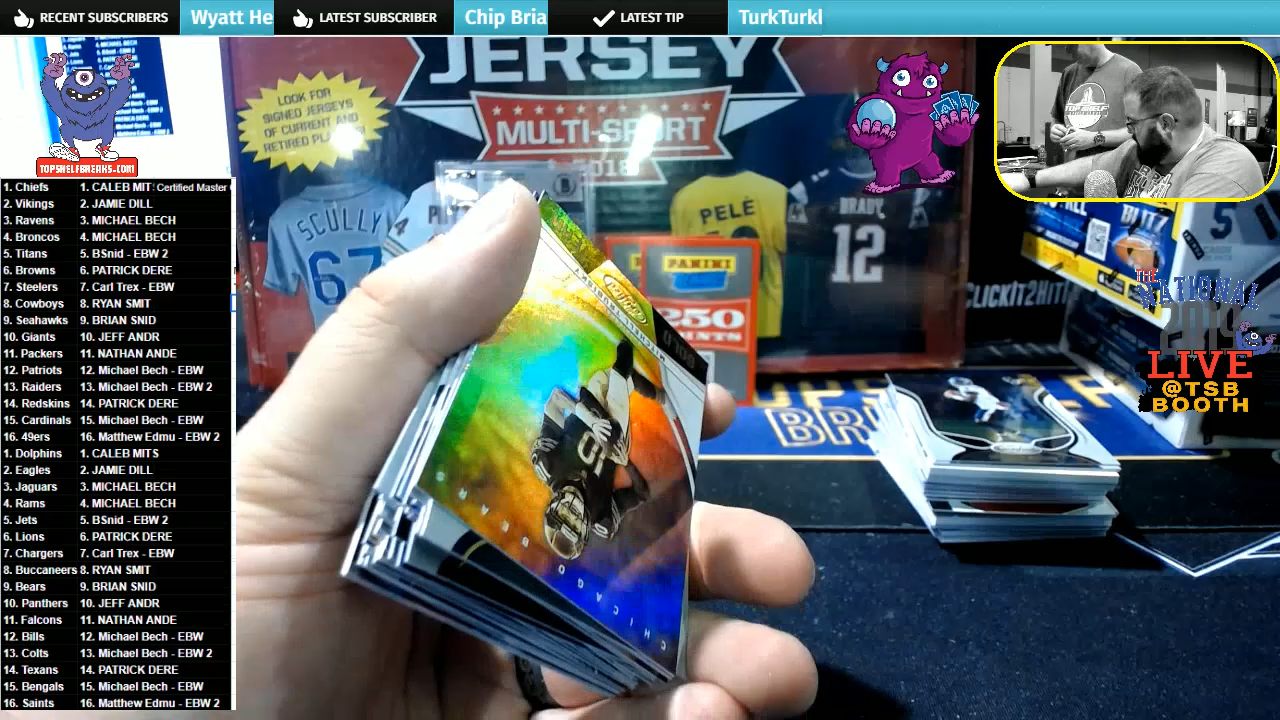 RECENT SUBSCRIBERS
Wyatt He
LATEST SUBSCRIBER
Chip Bria
LATEST TIP
TurkTurkl
JERSEY
MULTI-SPORT
2018
LOOK FOR
SIGNED JERSEYS
OF CURRENT AND
RETIRED
SCULLY
67
PELÉ
BRADY
12
PANINI
250
CLICKIT2HIT
BLITZ
5
TOP SHELF
TOPSHELFBREAKS.COM
1. Chiefs 1. CALEB MIT: Certified Master
2. Vikings 2. JAMIE DILL
3. Ravens 3. MICHAEL BECH
4. Broncos 4. MICHAEL BECH
5. Titans 5. BSnid - EBW 2
6. Browns 6. PATRICK DERE
7. Steelers 7. Carl Trex - EBW
8. Cowboys 8. RYAN SMIT
9. Seahawks 9. BRIAN SNID
10. Giants 10. JEFF ANDR
11. Packers 11. NATHAN ANDE
12. Patriots 12. Michael Bech - EBW
13. Raiders 13. Michael Bech - EBW 2
14. Redskins 14. PATRICK DERE
15. Cardinals 15. Michael Bech - EBW
16. 49ers 16. Matthew Edmu - EBW 2
1. Dolphins 1. CALEB MITS
2. Eagles 2. JAMIE DILL
3. Jaguars 3. MICHAEL BECH
4. Rams 4. MICHAEL BECH
5. Jets 5. BSnid - EBW 2
6. Lions 6. PATRICK DERE
7. Chargers 7. Carl Trex - EBW
8. Buccaneers 8. RYAN SMIT
9. Bears 9. BRIAN SNID
10. Panthers 10. JEFF ANDR
11. Falcons 11. NATHAN ANDE
12. Bills 12. Michael Bech - EBW
13. Colts 13. Michael Bech - EBW 2
14. Texans 14. PATRICK DERE
15. Bengals 15. Michael Bech - EBW
16. Saints 16. Matthew Edmu - EBW 2
MITCHELL TRUBISKY
GOLD
CHICAGO BEAR
THE
NATIONAL
2019
LIVE
@TSB
BOOTH